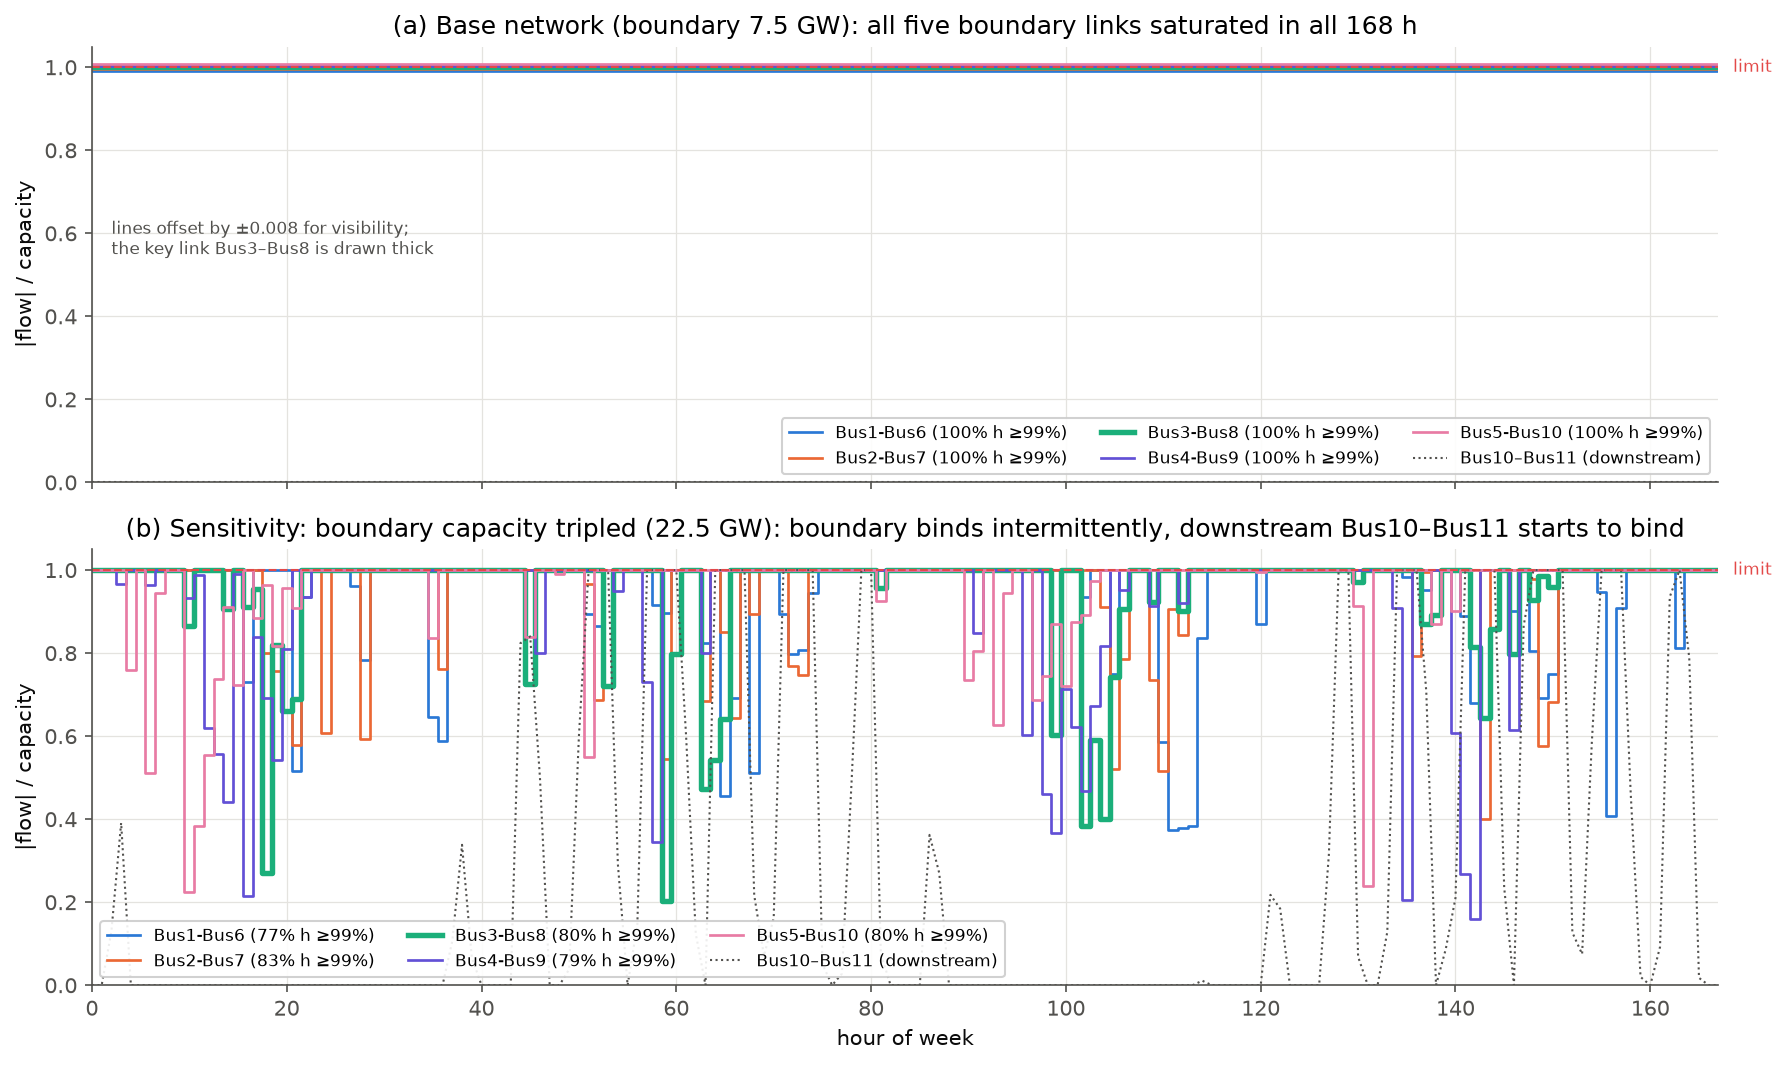 (a) Base network (boundary 7.5 GW): all five boundary links saturated in all 168 h
1.0
0.8
0.6
0.4
0.2
0.0
|flow| / capacity
limit
lines offset by ±0.008 for visibility;
the key link Bus3–Bus8 is drawn thick
Bus1-Bus6 (100% h ≥99%)
Bus2-Bus7 (100% h ≥99%)
Bus3-Bus8 (100% h ≥99%)
Bus4-Bus9 (100% h ≥99%)
Bus5-Bus10 (100% h ≥99%)
Bus10–Bus11 (downstream)
(b) Sensitivity: boundary capacity tripled (22.5 GW): boundary binds intermittently, downstream Bus10–Bus11 starts to bind
1.0
0.8
0.6
0.4
0.2
0.0
|flow| / capacity
limit
Bus1-Bus6 (77% h ≥99%)
Bus2-Bus7 (83% h ≥99%)
Bus3-Bus8 (80% h ≥99%)
Bus4-Bus9 (79% h ≥99%)
Bus5-Bus10 (80% h ≥99%)
Bus10–Bus11 (downstream)
0 20 40 60 80 100 120 140 160
hour of week